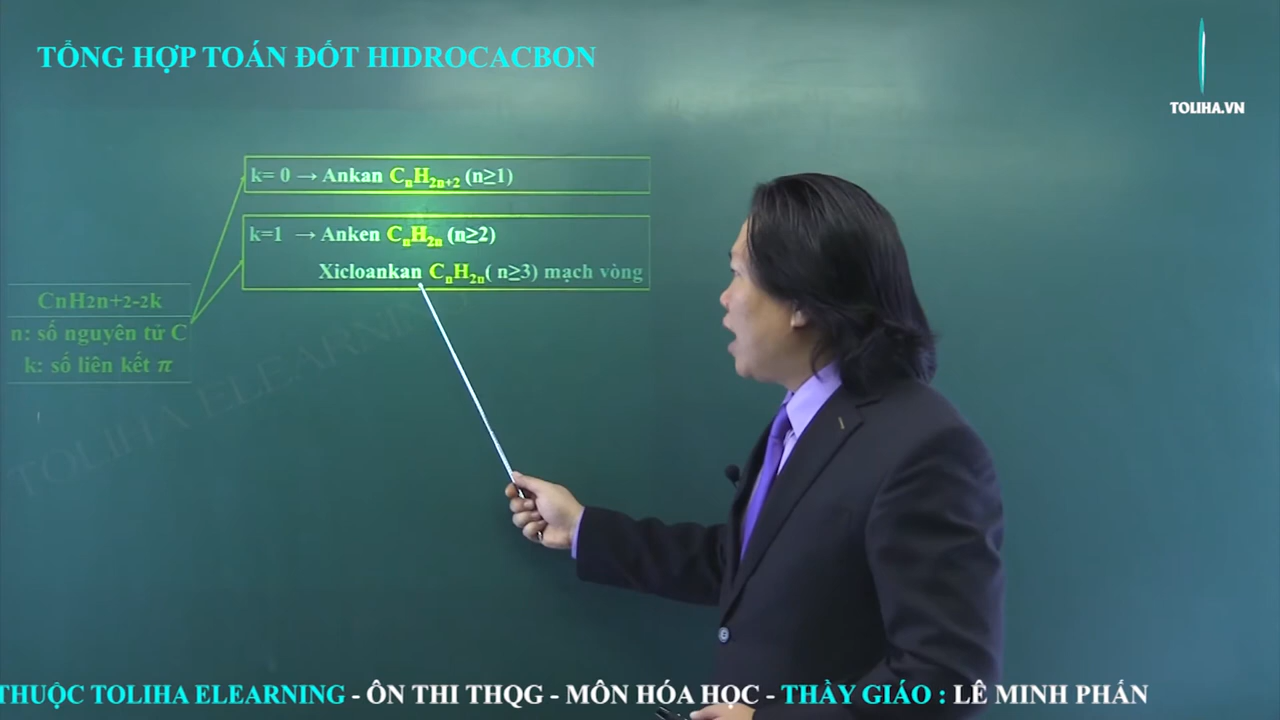 TỔNG HỢP TOÁN ĐỐT HIDROCACBON
TOLIHA.VN
k= 0 → Ankan CₙH₂ₙ₊₂ (n≥1)
k=1 → Anken CₙH₂ₙ (n≥2)
Xicloankan CₙH₂ₙ( n≥3) mạch vòng
CnH2n+2-2k
n: số nguyên tử C
k: số liên kết π
TOLIHA ELEARNING
THUỘC TOLIHA ELEARNING - ÔN THI THQG - MÔN HÓA HỌC - THẦY GIÁO : LÊ MINH PHẤN